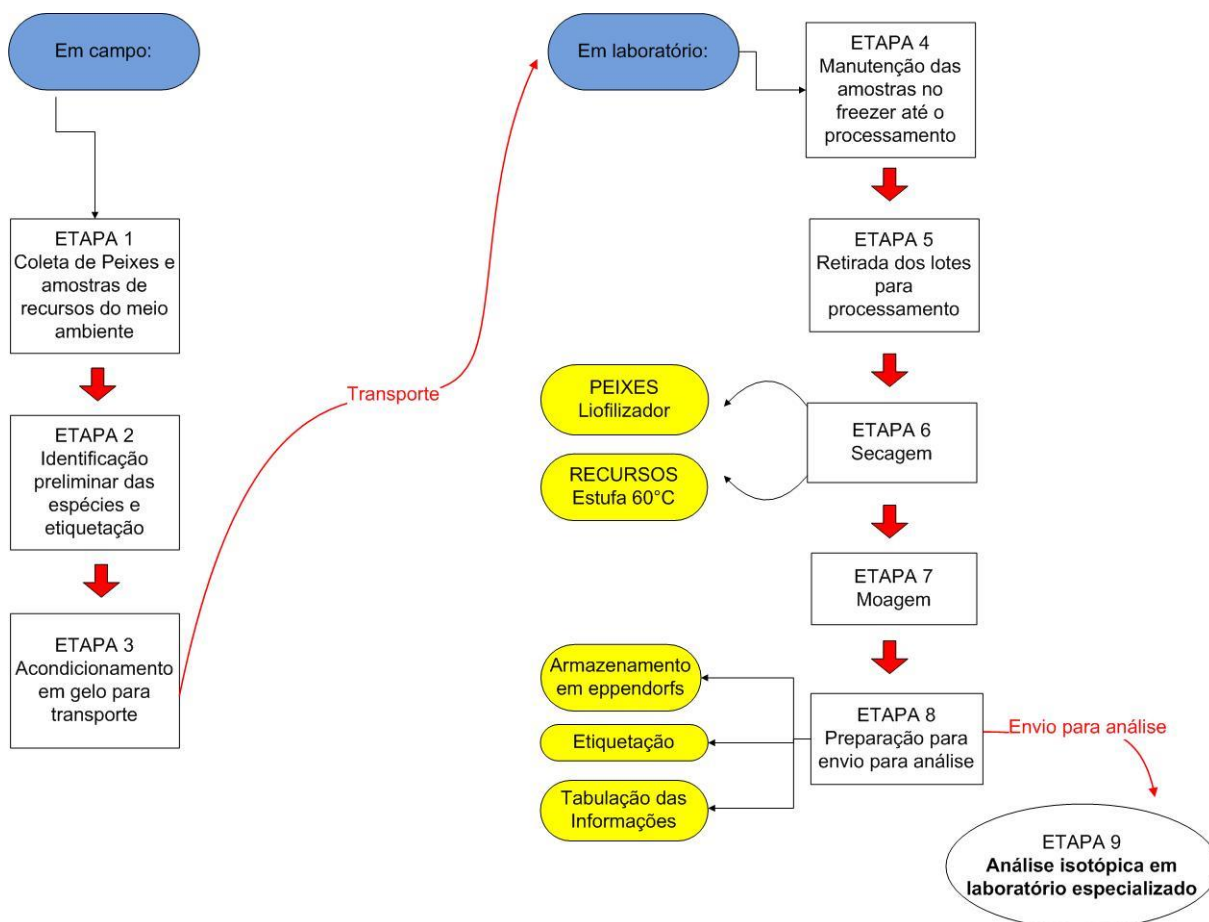 Em campo:
ETAPA 1
Coleta de Peixes e
amostras de
recursos do meio
ambiente
ETAPA 2
Identificação
preliminar das
espécies e
etiquetação
ETAPA 3
Acondicionamento
em gelo para
transporte
Transporte
Em laboratório:
ETAPA 4
Manutenção das
amostras no
freezer até o
processamento
ETAPA 5
Retirada dos lotes
para
processamento
ETAPA 6
Secagem
PEIXES
Liofilizador
RECURSOS
Estufa 60°C
ETAPA 7
Moagem
ETAPA 8
Preparação para
envio para análise
Armazenamento
em eppendorfs
Etiquetação
Tabulação das
Informações
Envio para análise
ETAPA 9
Análise isotópica em
laboratório especializado